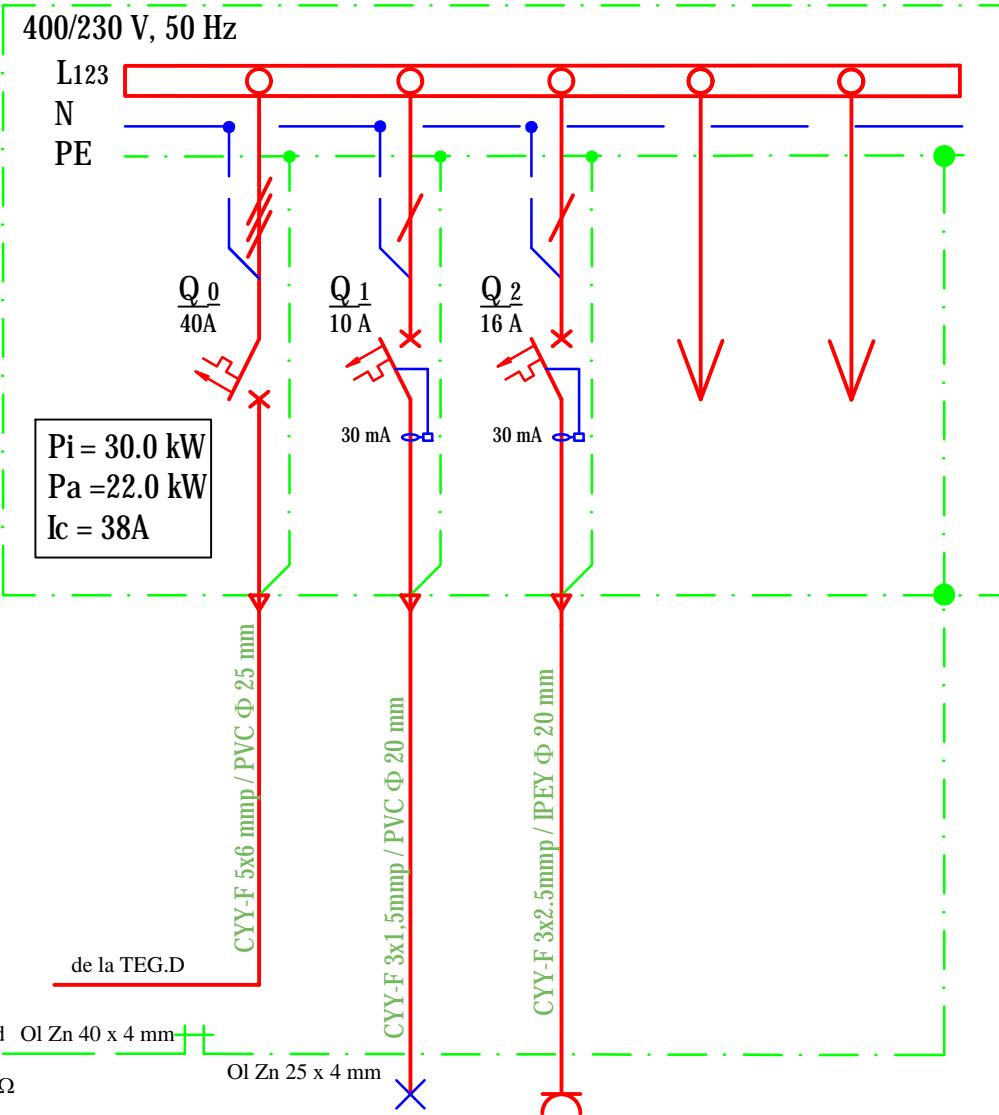 400/230 V, 50 Hz
L123
N
PE
Q 0
40A
Q 1
10 A
Q 2
16 A
30 mA
30 mA
Pi = 30.0 kW
Pa =22.0 kW
Ic = 38A
CYY-F 5x6 mmp / PVC Φ 25 mm
CYY-F 3x1,5mmp / PVC Φ 20 mm
CYY-F 3x2.5mmp / IPEY Φ 20 mm
de la TEG.D
d Ol Zn 40 x 4 mm
Ol Zn 25 x 4 mm
Ω